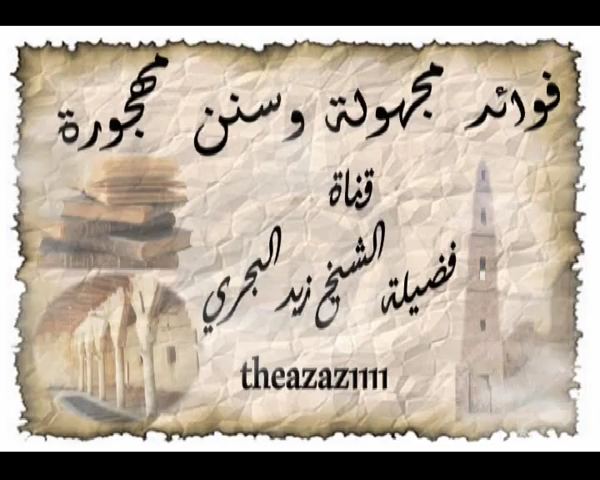 فوائد مجهولة وسنن مهجورة
قناة
فضيلة الشيخ زيد البحري
theazaz1111